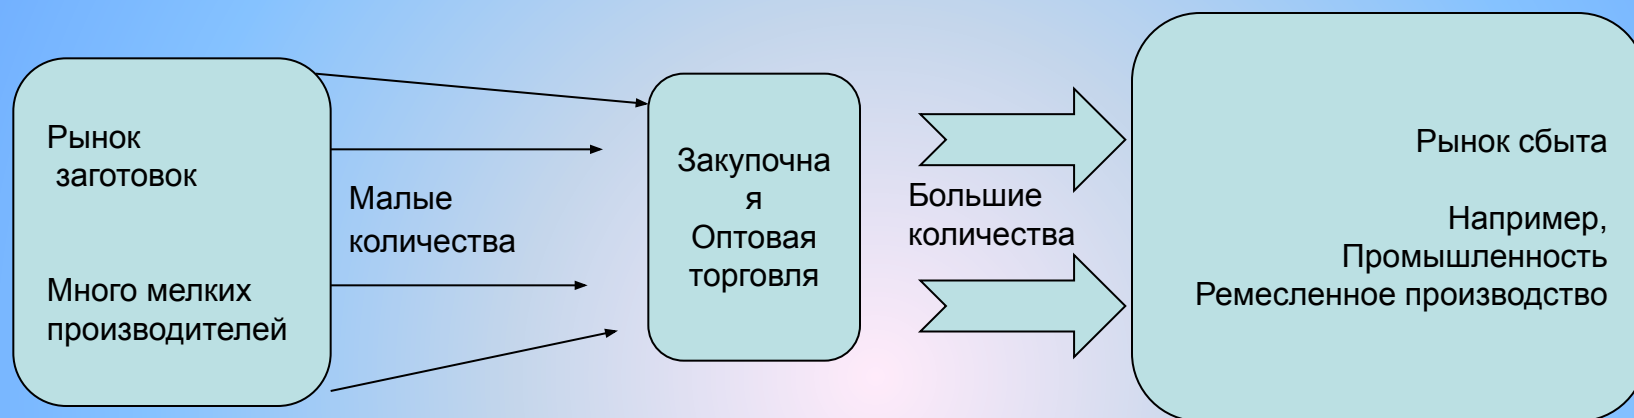 Рынок
заготовок
Много мелких
производителей
Малые
количества
Закупочна
я
Оптовая
торговля
Большие
количества
Рынок сбыта
Например,
Промышленность
Ремесленное производство